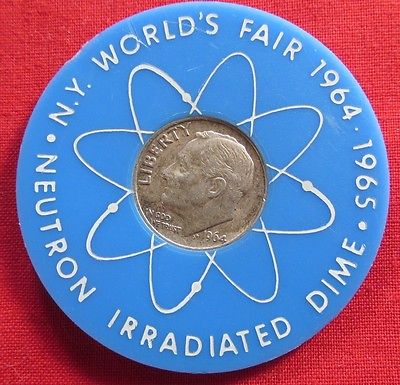 N.Y. WORLD'S FAIR 1964·1965·
NEUTRON IRRADIATED DIME·
LIBERTY
IN GOD
WE TRUST
1964